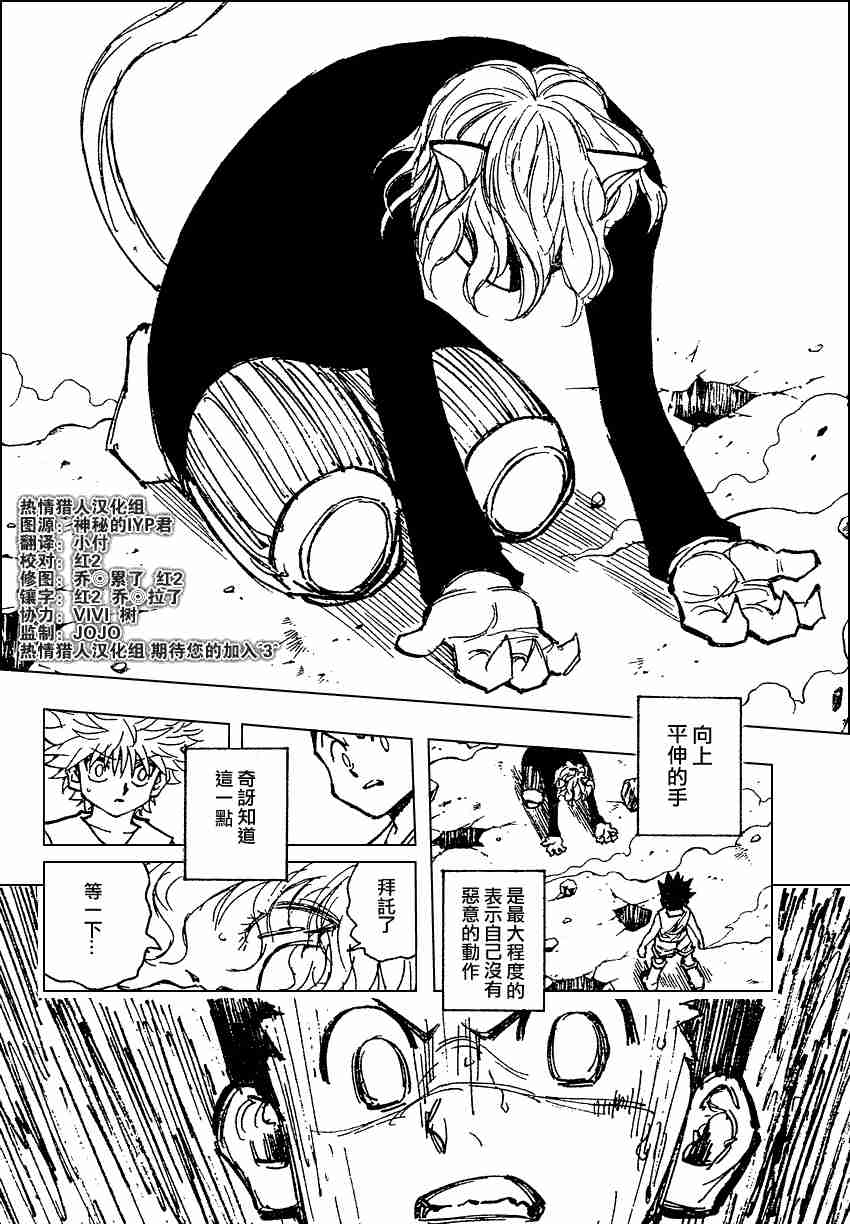 热情猎人汉化组
图源：神秘的IYP君
翻译：小付
校对：红2
修图：乔◎累了 红2
镶字：红2 乔◎拉了
协力：VIVI 树
监制：JOJO
热情猎人汉化组 期待您的加入 3
向上
平伸的手
是最大程度的
表示自己沒有
惡意的動作
奇訝知道
這一點
拜託了
等一下…